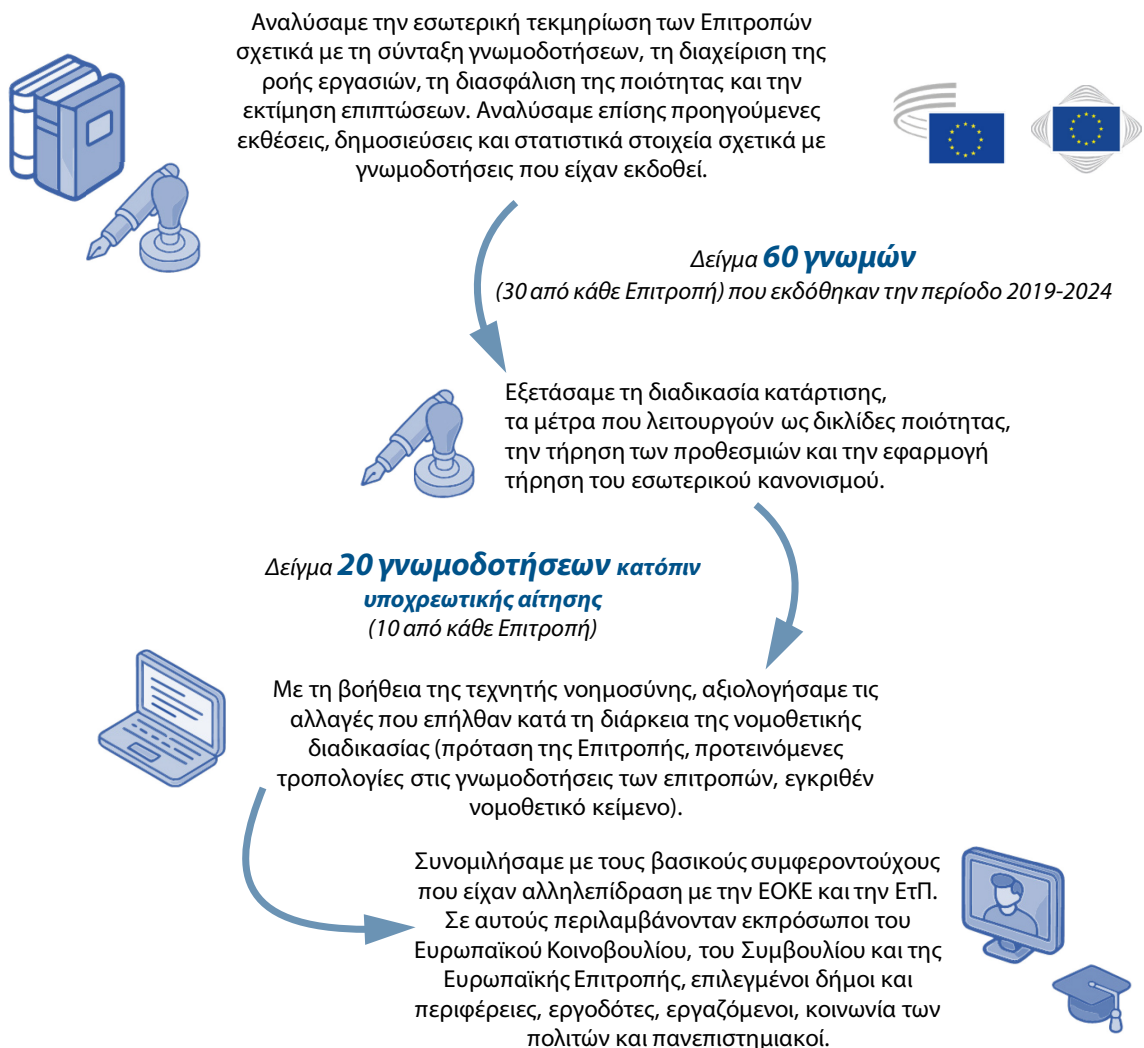 Αναλύσαμε την εσωτερική τεκμηρίωση των Επιτροπών
σχετικά με τη σύνταξη γνωμοδοτήσεων, τη διαχείριση της
ροής εργασιών, τη διασφάλιση της ποιότητας και την
εκτίμηση επιπτώσεων. Αναλύσαμε επίσης προηγούμενες
εκθέσεις, δημοσιεύσεις και στατιστικά στοιχεία σχετικά με
γνωμοδοτήσεις που είχαν εκδοθεί.
Δείγμα 60 γνωμών
(30 από κάθε Επιτροπή) που εκδόθηκαν την περίοδο 2019-2024
Εξετάσαμε τη διαδικασία κατάρτισης,
τα μέτρα που λειτουργούν ως δικλίδες ποιότητας,
την τήρηση των προθεσμιών και την εφαρμογή
τήρηση του εσωτερικού κανονισμού.
Δείγμα 20 γνωμοδοτήσεων κατόπιν
υποχρεωτικής αίτησης
(10 από κάθε Επιτροπή)
Με τη βοήθεια της τεχνητής νοημοσύνης, αξιολογήσαμε τις
αλλαγές που επήλθαν κατά τη διάρκεια της νομοθετικής
διαδικασίας (πρόταση της Επιτροπής, προτεινόμενες
τροπολογίες στις γνωμοδοτήσεις των επιτροπών, εγκριθέν
νομοθετικό κείμενο).
Συνομιλήσαμε με τους βασικούς συμφεροντούχους
που είχαν αλληλεπίδραση με την ΕΟΚΕ και την ΕτΠ.
Σε αυτούς περιλαμβάνονταν εκπρόσωποι του
Ευρωπαϊκού Κοινοβουλίου, του Συμβουλίου και της
Ευρωπαϊκής Επιτροπής, επιλεγμένοι δήμοι και
περιφέρειες, εργοδότες, εργαζόμενοι, κοινωνία των
πολιτών και πανεπιστημιακοί.